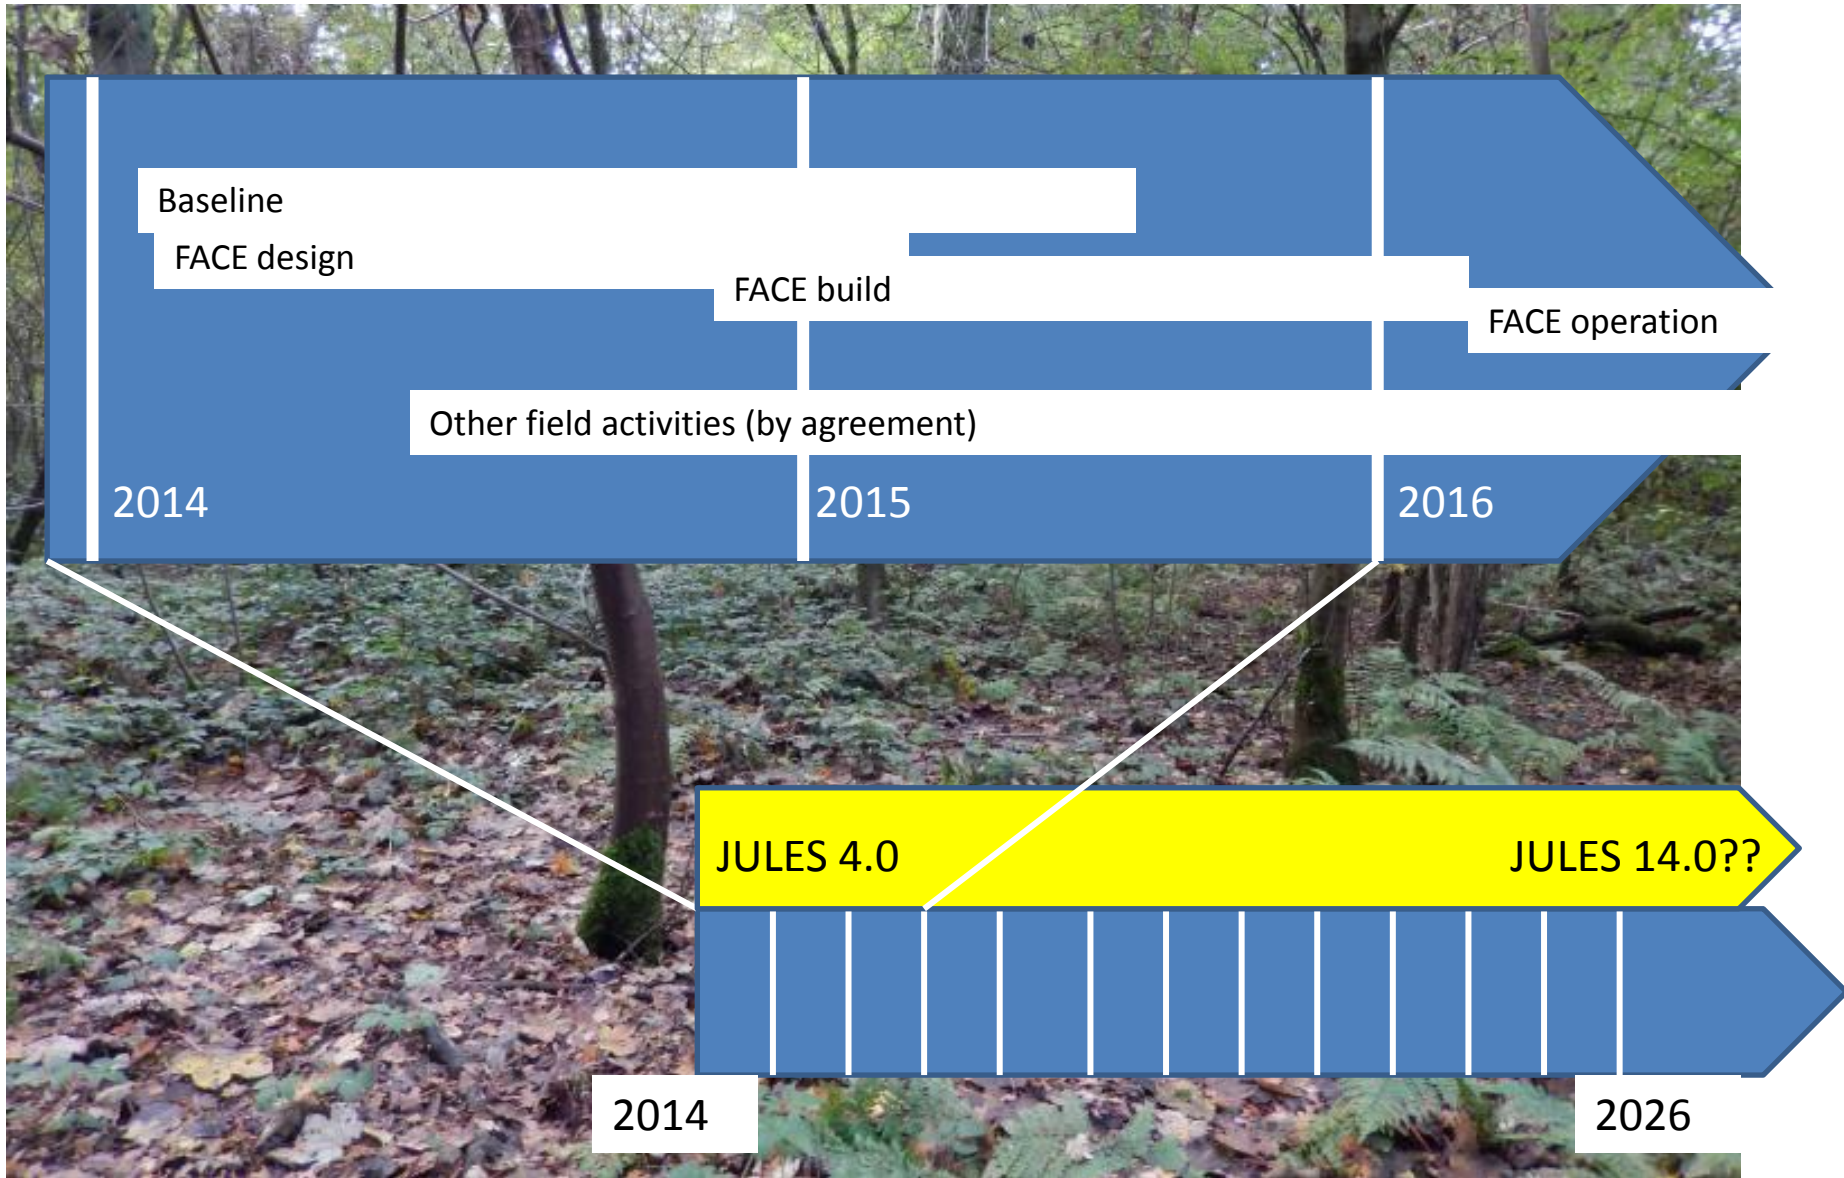 Baseline
FACE design
FACE build
FACE operation
Other field activities (by agreement)
2014
2015
2016
JULES 4.0
JULES 14.0??
2014
2026